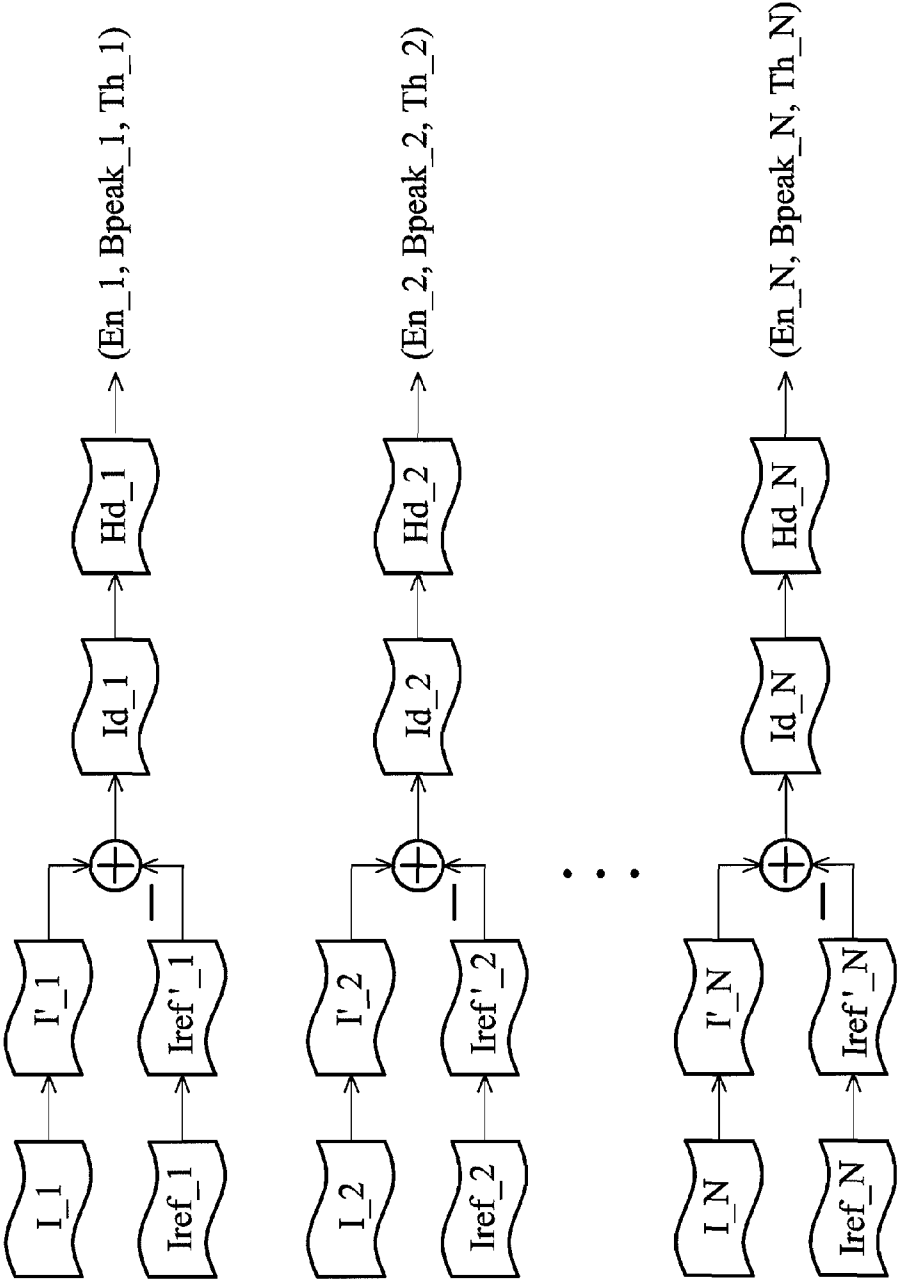 I_1
I'_1
Iref_1
Iref'_1
+
−
Id_1
Hd_1
(En_1, Bpeak_1, Th_1)
I_2
I'_2
Iref_2
Iref'_2
+
−
Id_2
Hd_2
(En_2, Bpeak_2, Th_2)
. . .
I_N
I'_N
Iref_N
Iref'_N
+
−
Id_N
Hd_N
(En_N, Bpeak_N, Th_N)